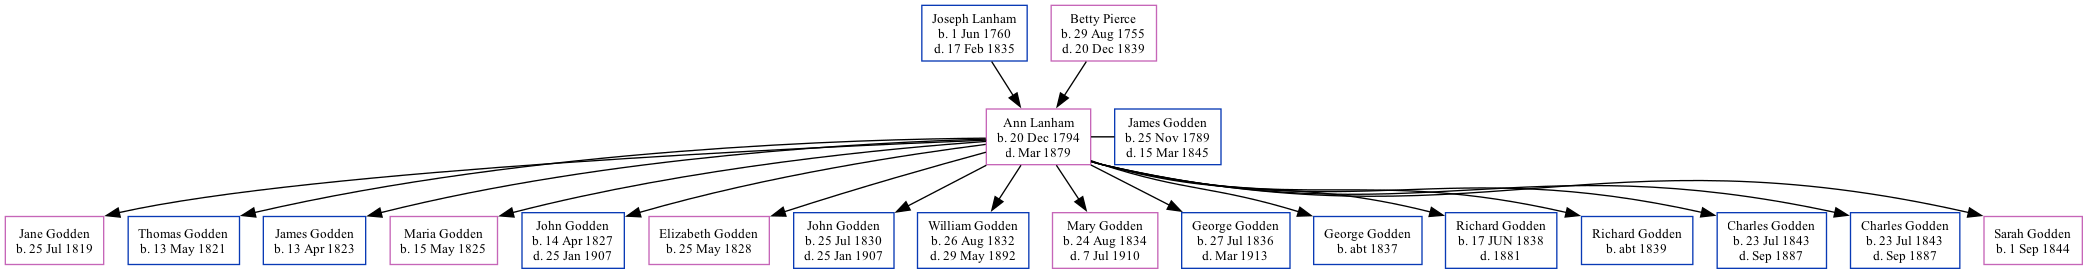 Joseph Lanham
b. 1 Jun 1760
d. 17 Feb 1835
Betty Pierce
b. 29 Aug 1755
d. 20 Dec 1839
Ann Lanham
b. 20 Dec 1794
d. Mar 1879
James Godden
b. 25 Nov 1789
d. 15 Mar 1845
Jane Godden
b. 25 Jul 1819
Thomas Godden
b. 13 May 1821
James Godden
b. 13 Apr 1823
Maria Godden
b. 15 May 1825
John Godden
b. 14 Apr 1827
d. 25 Jan 1907
Elizabeth Godden
b. 25 May 1828
John Godden
b. 25 Jul 1830
d. 25 Jan 1907
William Godden
b. 26 Aug 1832
d. 29 May 1892
Mary Godden
b. 24 Aug 1834
d. 7 Jul 1910
George Godden
b. 27 Jul 1836
d. Mar 1913
George Godden
b. abt 1837
Richard Godden
b. 17 JUN 1838
d. 1881
Richard Godden
b. abt 1839
Charles Godden
b. 23 Jul 1843
d. Sep 1887
Charles Godden
b. 23 Jul 1843
d. Sep 1887
Sarah Godden
b. 1 Sep 1844